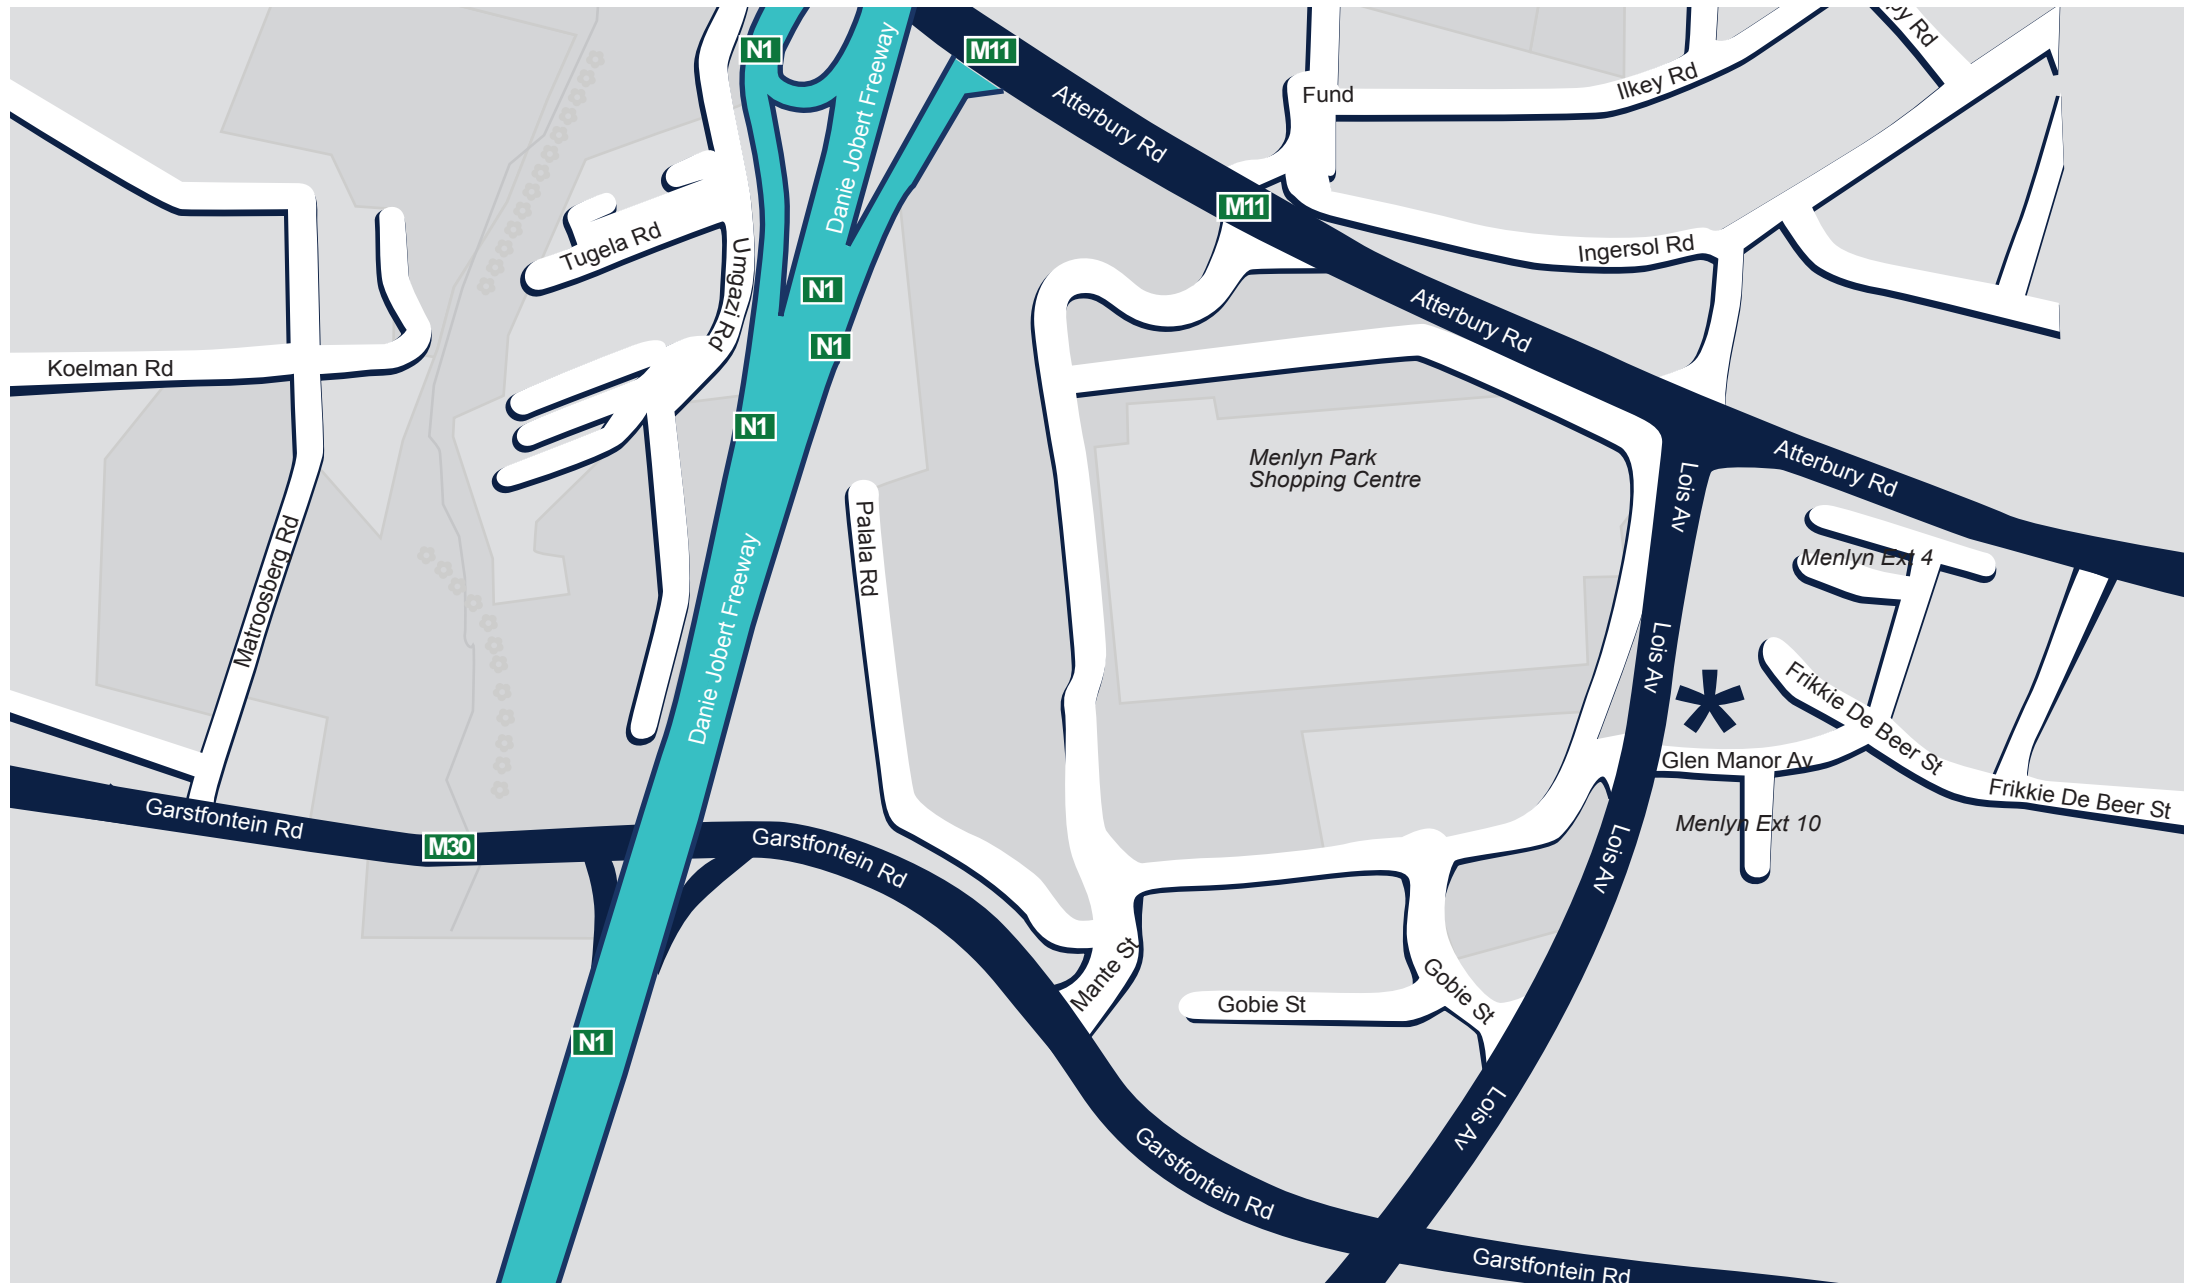 N1
M11
Danie Jobert Freeway
Atterbury Rd
Fund
Ilkey Rd
Rd
Tugela Rd
Umgazi Rd
M11
Ingersol Rd
N1
N1
Atterbury Rd
Koelman Rd
N1
Menlyn Park
Shopping Centre
Atterbury Rd
Lois Av
Palala Rd
Matroosberg Rd
Danie Jobert Freeway
Menlyn Ext 4
Lois Av
Frikkie De Beer St
Glen Manor Av
Frikkie De Beer St
Garstfontein Rd
M30
Garstfontein Rd
Menlyn Ext 10
Lois Av
Mante St
Gobie St
Gobie St
N1
Lois Av
Garstfontein Rd
Garstfontein Rd